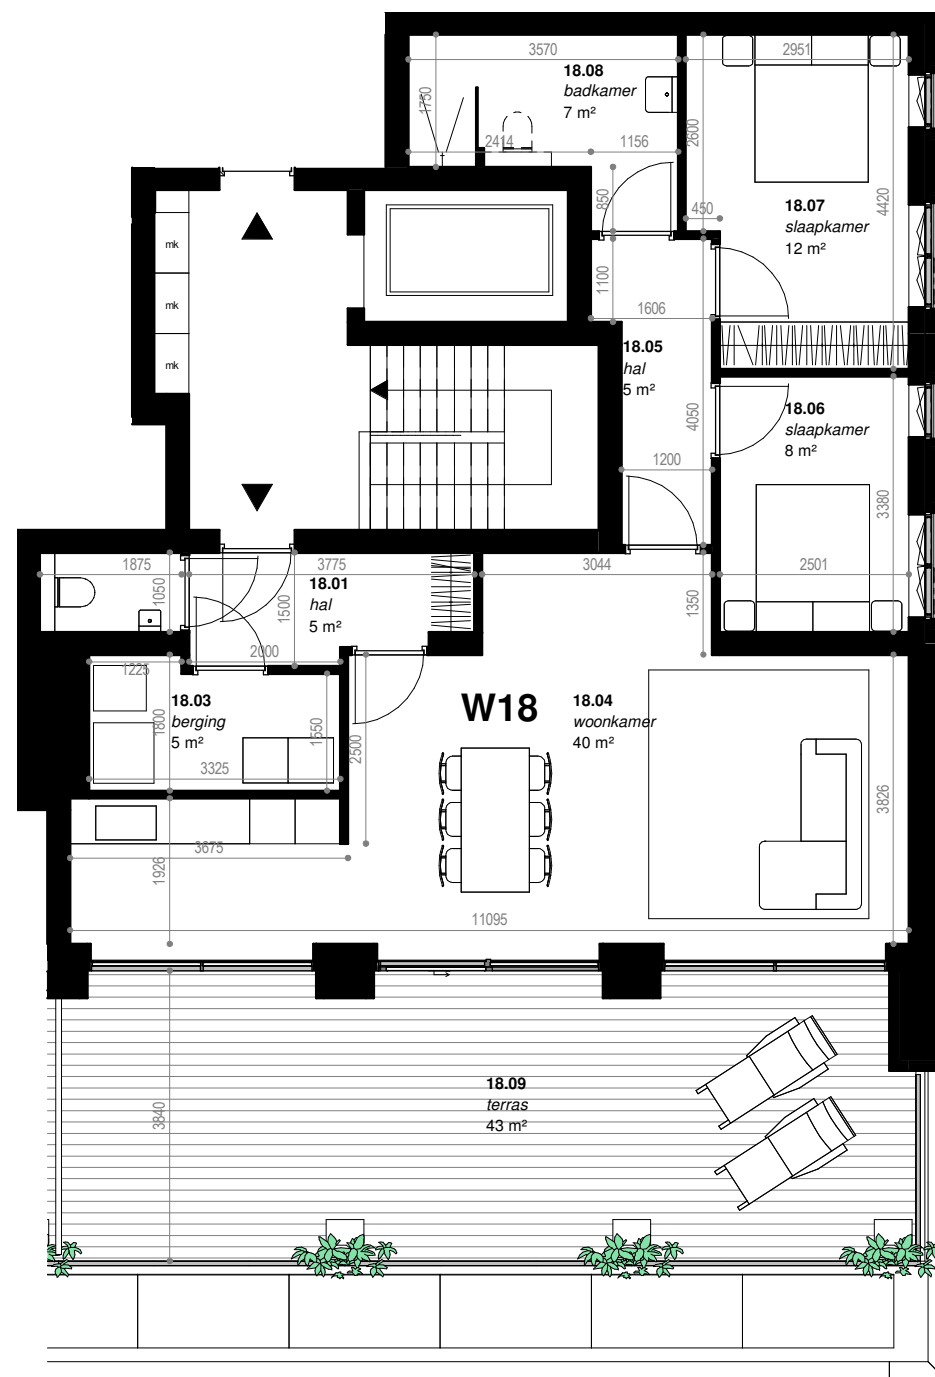 3570
2951
18.08
badkamer
7 m²
1750
2414
1156
2600
850
450
4420
18.07
slaapkamer
12 m²
mk
mk
mk
1100
1606
18.05
hal
5 m²
4050
1200
18.06
slaapkamer
8 m²
3380
1875
3775
3044
2501
1050
18.01
hal
5 m²
1500
1350
2000
1225
18.03
berging
5 m²
1800
1550
2500
3325
W18
18.04
woonkamer
40 m²
3826
3675
1926
11095
18.09
terras
43 m²
3840